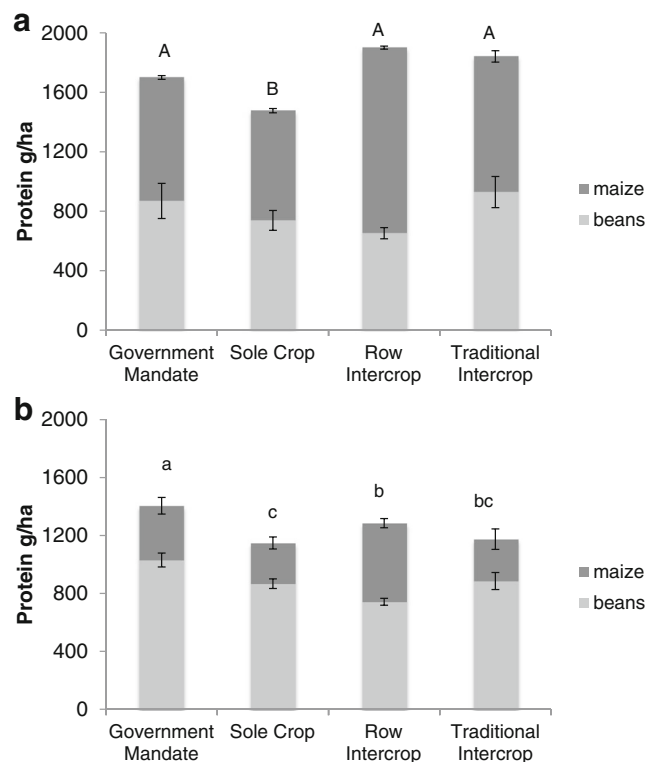 a
2000
1600
1200
800
400
0
Protein g/ha
A
B
A
A
maize
beans
Government
Mandate
Sole Crop
Row
Intercrop
Traditional
Intercrop
b
2000
1600
1200
800
400
0
Protein g/ha
a
c
b
bc
maize
beans
Government
Mandate
Sole Crop
Row
Intercrop
Traditional
Intercrop